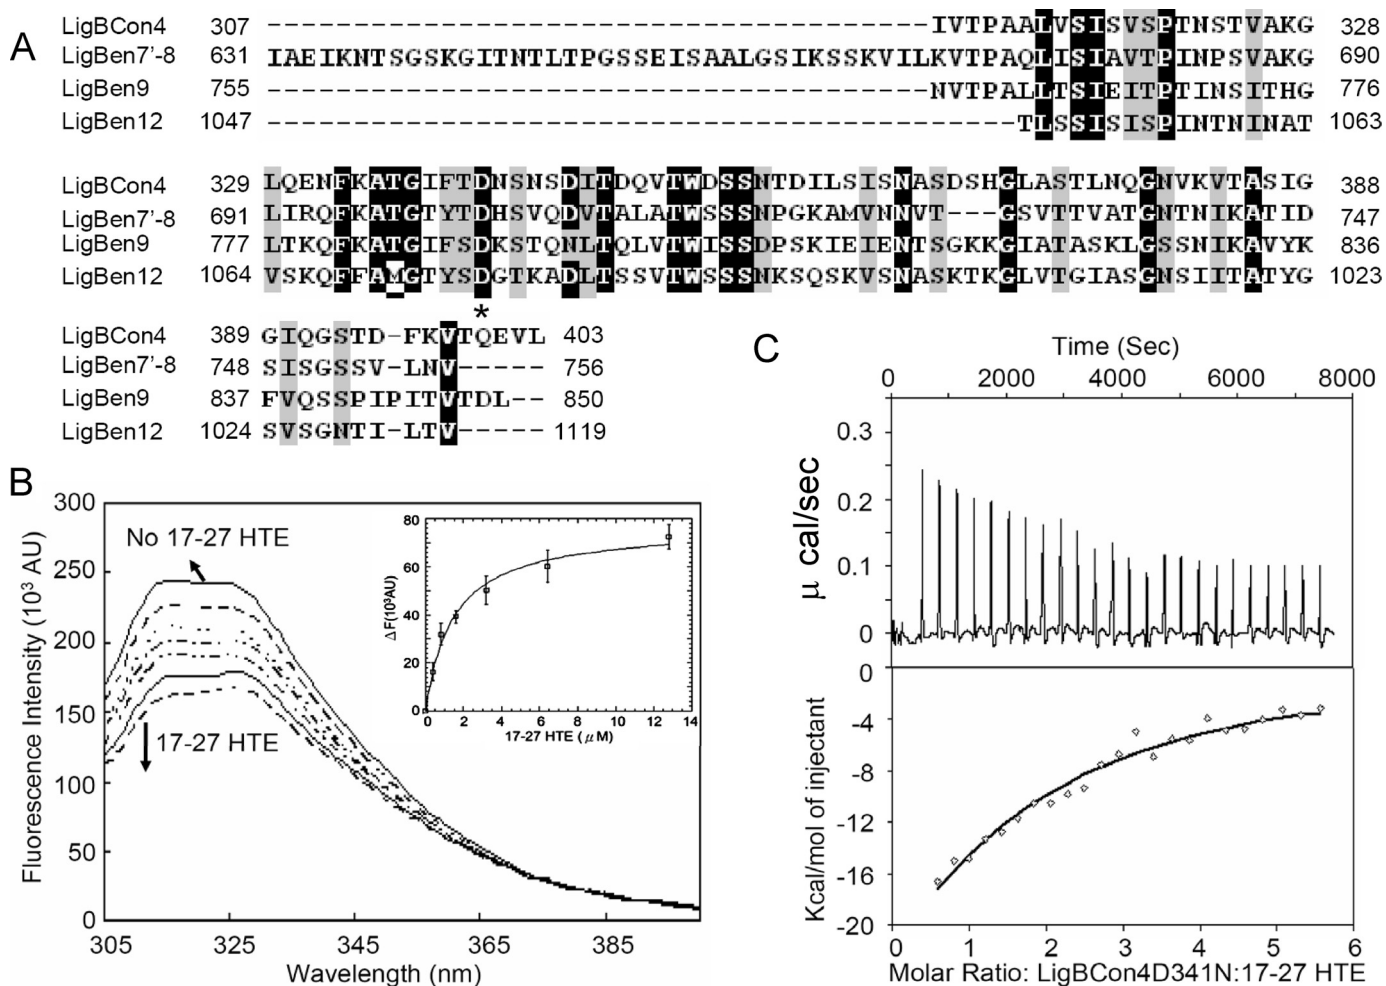 A
LigBCon4 307 --------------------------------------IVTPAALVSISVSPTNSTVAKG 328
LigBen7'-8 631 IAEIKNTSGSKGITNTLTPGSSEISAALGSIKSSKVILKVTPAQLISIAVTPINPSVAKG 690
LigBen9 755 --------------------------------------NVTPALLTSIEITPTINSITHG 776
LigBen12 1047 -------------------------------------------TLSSISISPINTNINAT 1063
LigBCon4 329 LQENFKATGIFTDNSNSDITDQVTWDSSNTDILSISNASDSHGLASTLNQGNVKVTASIG 388
LigBen7'-8 691 LIRQFKATGTYTDHSVQDVTALATWSSSNPGKAMVNNVT---GSVTTVATGNTNIKATID 747
LigBen9 777 LTKQFKATGIFSDKSTQNLTQLVTWISSDPSKIEIENTSGKKGIATASKLGSSNIKAVYK 836
LigBen12 1064 VSKQFFAMGTYSDGTKADLTSSVTWSSSNKSQSKVSNASKTKGLVTGIASGNSIITATYG 1023
*
LigBCon4 389 GIQGSTD-FKVTQEVL 403
LigBen7'-8 748 SISGSSV-LNV----- 756
LigBen9 837 FVQSSPIPITVTDL-- 850
LigBen12 1024 SVSGNTI-LTV----- 1119
B
300
250
200
150
100
50
0
Fluorescence Intensity (10³ AU)
No 17-27 HTE
17-27 HTE
305 325 345 365 385
Wavelength (nm)
80
60
40
20
0
ΔF(10³AU)
0 2 4 6 8 10 12 14
17-27 HTE (μM)
C
Time (Sec)
0 2000 4000 6000 8000
0.3
0.2
0.1
0
μ cal/sec
0
-4
-8
-12
-16
-20
Kcal/mol of injectant
0 1 2 3 4 5 6
Molar Ratio: LigBCon4D341N:17-27 HTE